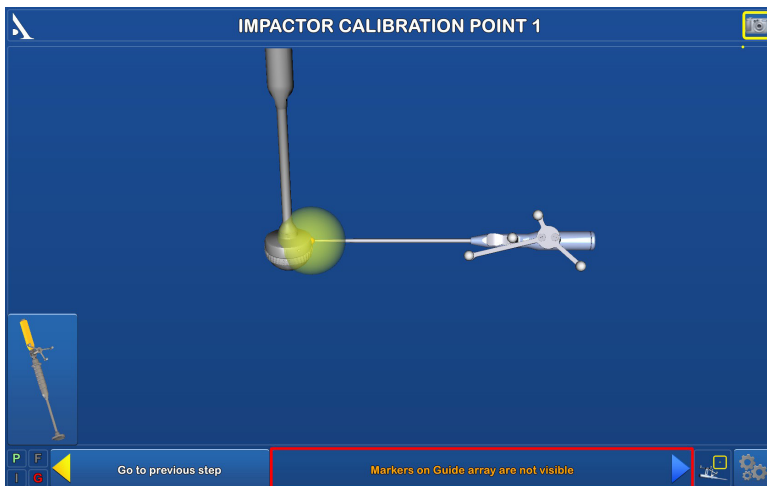 IMPACTOR CALIBRATION POINT 1
P F
I G
Go to previous step
Markers on Guide array are not visible